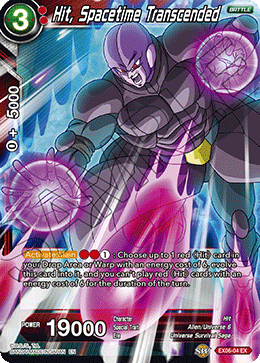 3
Hit, Spacetime Transcended
BATTLE
0 + 5000
Activate Main 1 : Choose up to 1 red {Hit} card in
your Drop Area or Warp with an energy cost of 6, evolve
this card into it, and you can't play red {Hit} cards with an
energy cost of 6 for the duration of the turn.
POWER 19000
Character Hit
Special Trait Alien/Universe 6
Era Universe Survival Saga
SR EX06-04 EX